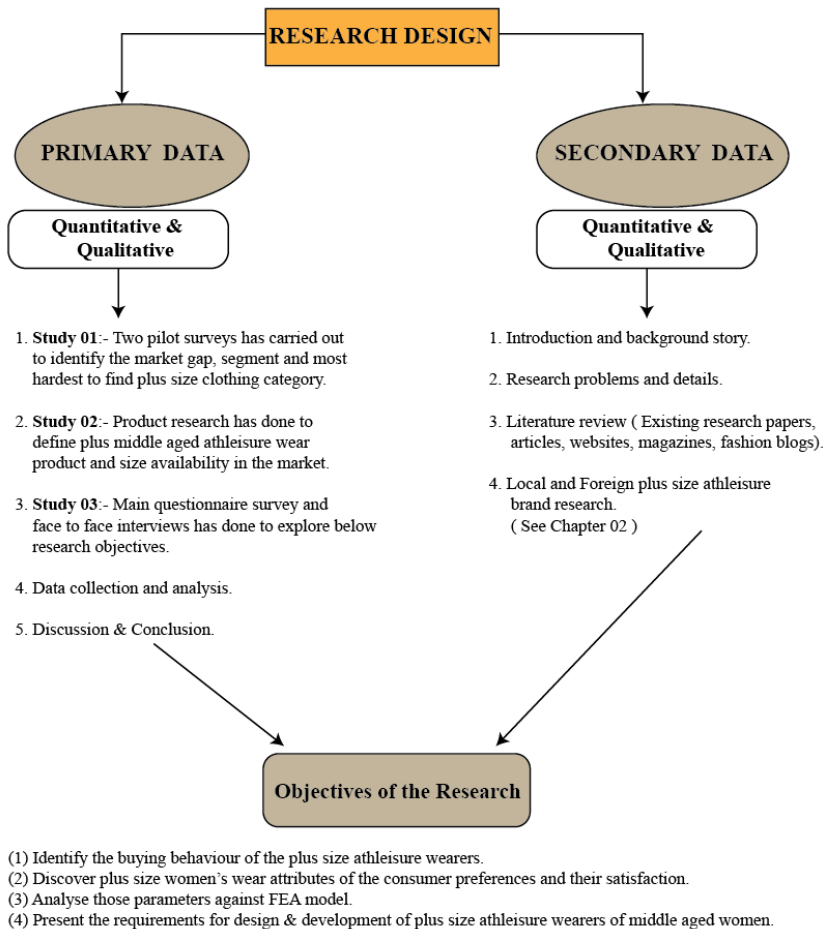 RESEARCH DESIGN
PRIMARY DATA
Quantitative &
Qualitative
1. Study 01:- Two pilot surveys has carried out
to identify the market gap, segment and most
hardest to find plus size clothing category.
2. Study 02:- Product research has done to
define plus middle aged athleisure wear
product and size availability in the market.
3. Study 03:- Main questionnaire survey and
face to face interviews has done to explore below
research objectives.
4. Data collection and analysis.
5. Discussion & Conclusion.
SECONDARY DATA
Quantitative &
Qualitative
1. Introduction and background story.
2. Research problems and details.
3. Literature review ( Existing research papers,
articles, websites, magazines, fashion blogs).
4. Local and Foreign plus size athleisure
brand research.
( See Chapter 02 )
Objectives of the Research
(1) Identify the buying behaviour of the plus size athleisure wearers.
(2) Discover plus size women's wear attributes of the consumer preferences and their satisfaction.
(3) Analyse those parameters against FEA model.
(4) Present the requirements for design & development of plus size athleisure wearers of middle aged women.